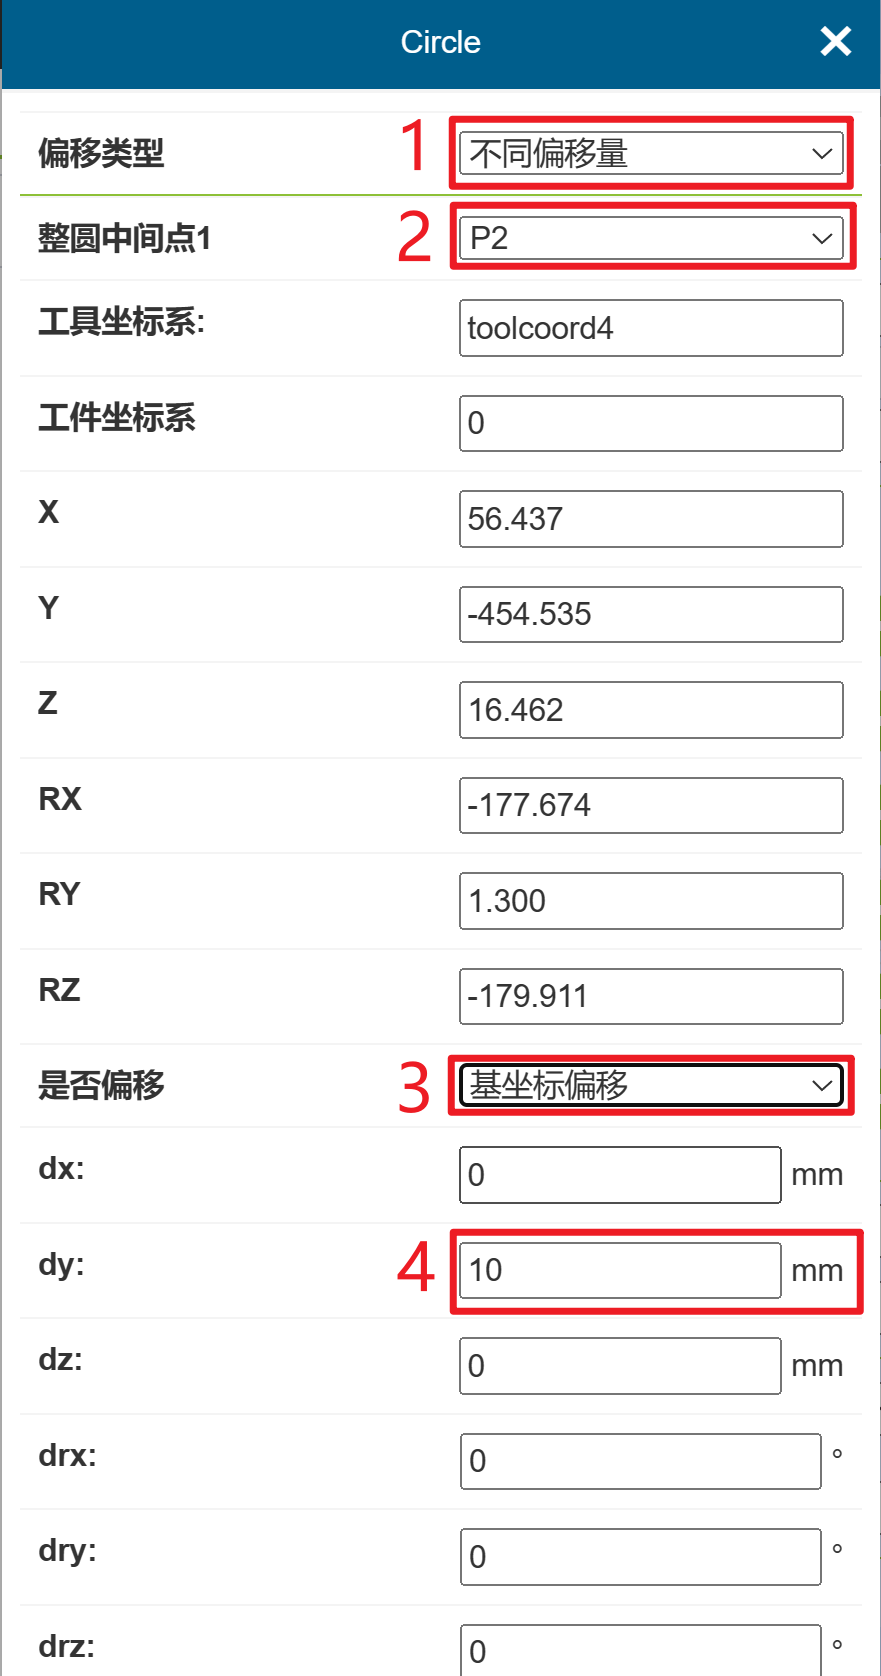 Circle
偏移类型 1 不同偏移量
整圆中间点1 2 P2
工具坐标系: toolcoord4
工件坐标系 0
X 56.437
Y -454.535
Z 16.462
RX -177.674
RY 1.300
RZ -179.911
是否偏移 3 基坐标偏移
dx: 0 mm
dy: 4 10 mm
dz: 0 mm
drx: 0 °
dry: 0 °
drz: 0 °